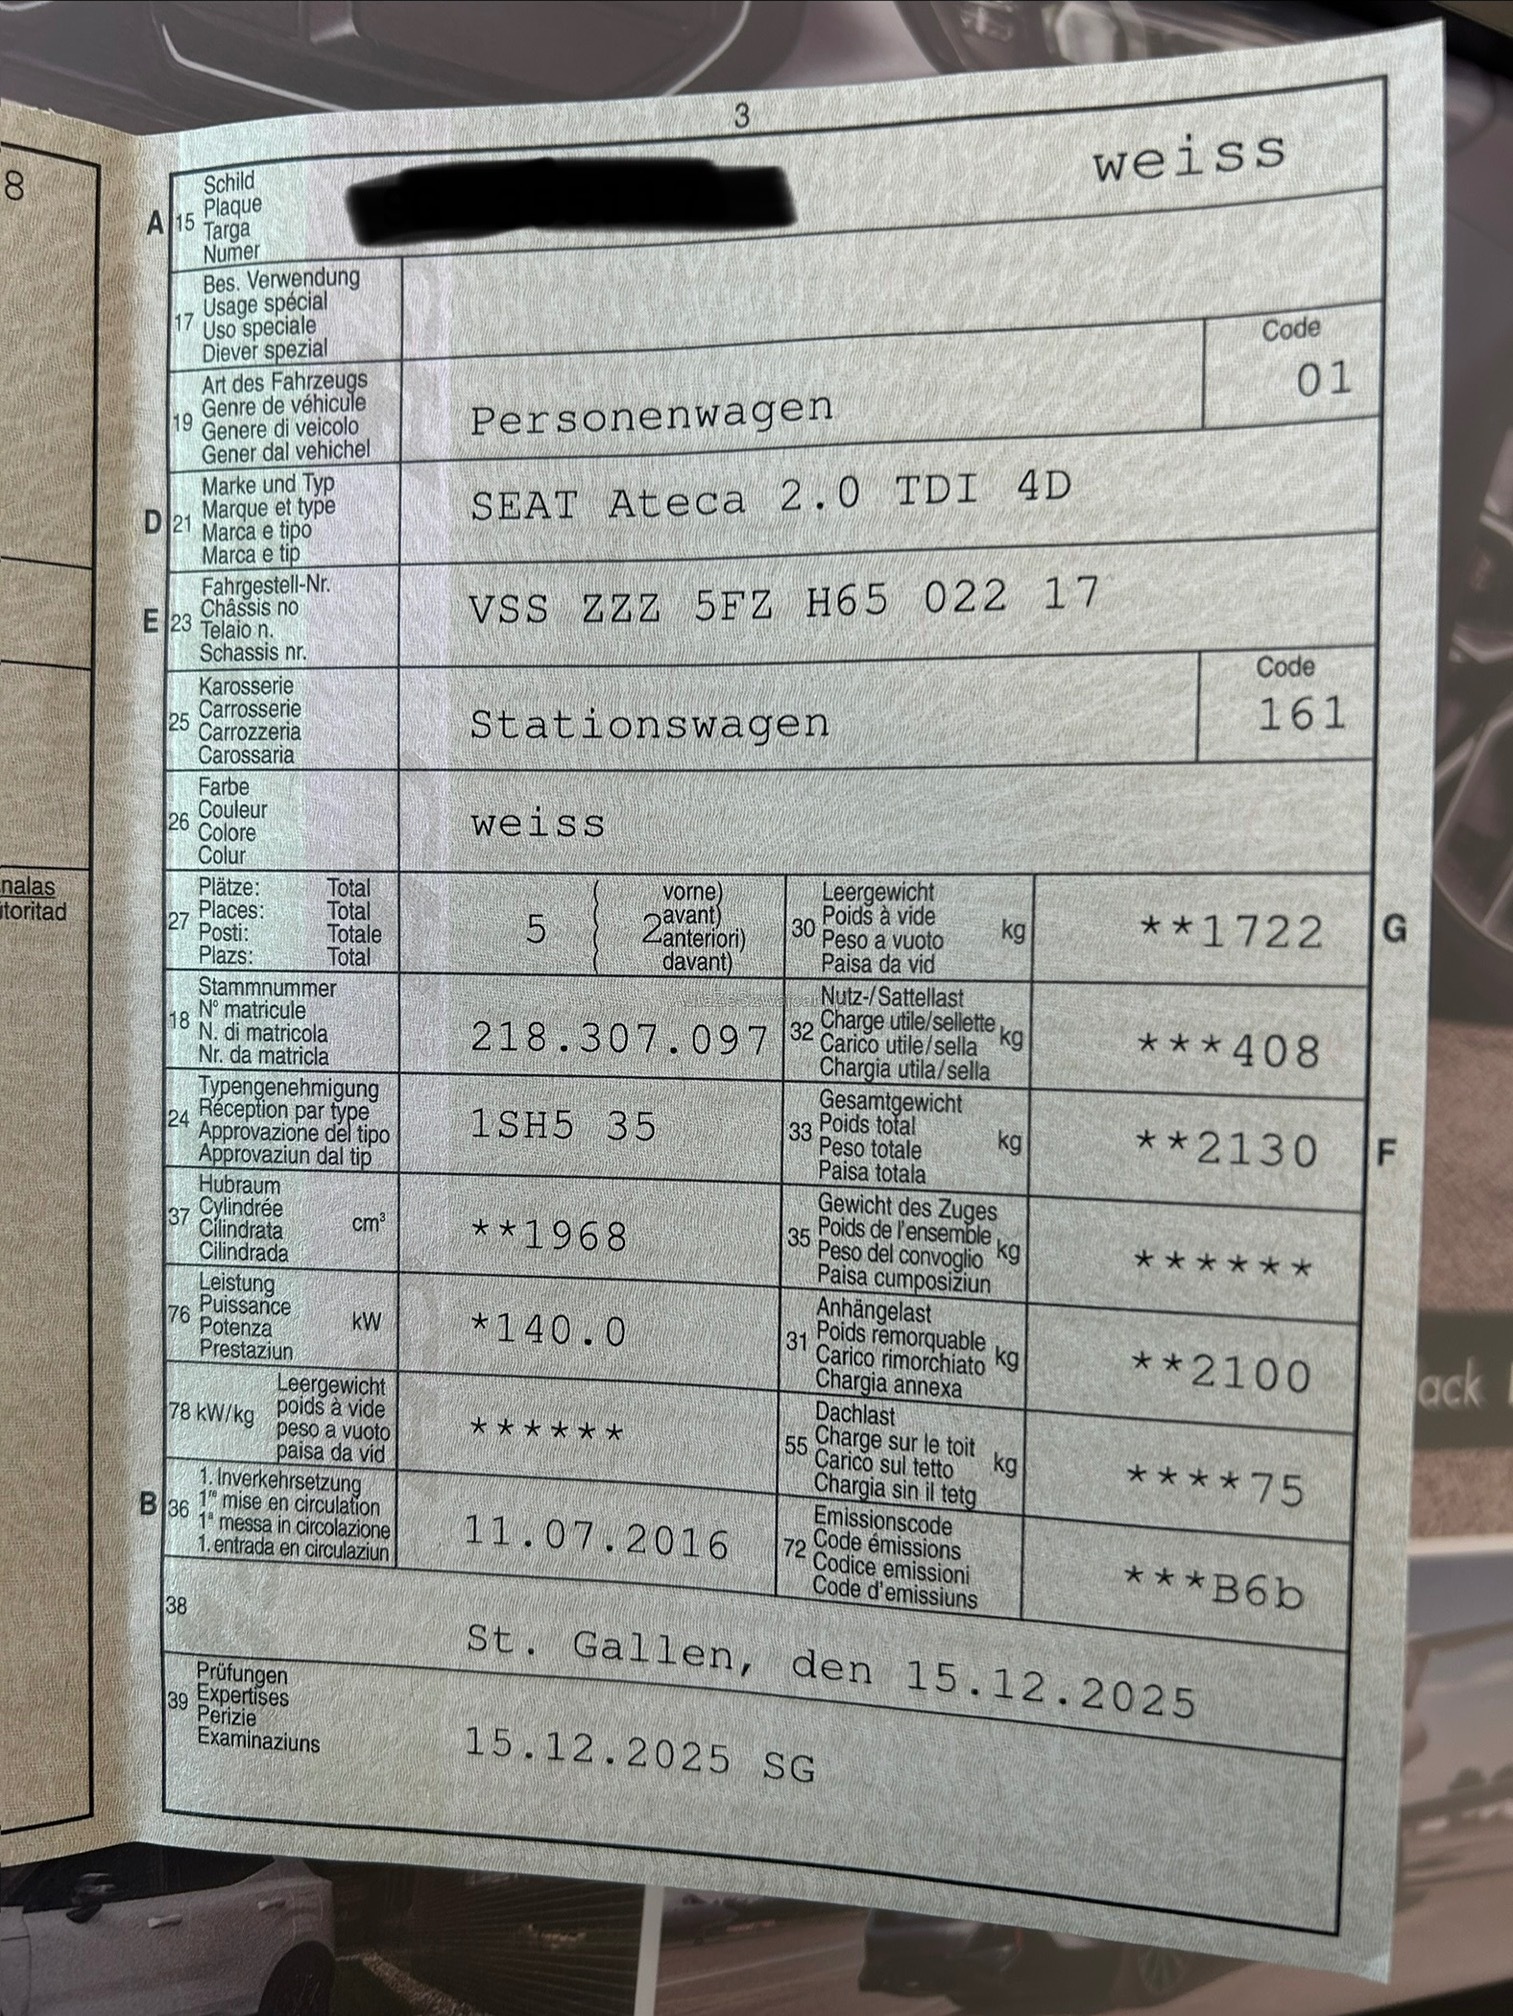 3
8
A 15 Schild
Plaque
Targa
Numer
weiss
17 Bes. Verwendung
Usage spécial
Uso speciale
Diever spezial
19 Art des Fahrzeugs
Genre de véhicule
Genere di veicolo
Gener dal vehichel
Personenwagen
Code
01
D 21 Marke und Typ
Marque et type
Marca e tipo
Marca e tip
SEAT Ateca 2.0 TDI 4D
E 23 Fahrgestell-Nr.
Châssis no
Telaio n.
Schassis nr.
VSS ZZZ 5FZ H65 022 17
25 Karosserie
Carrosserie
Carrozzeria
Carossaria
Stationswagen
Code
161
26 Farbe
Couleur
Colore
Colur
weiss
nalas
itoritad
27 Plätze: Total
Places: Total
Posti: Totale
Plazs: Total
5 ( 2 vorne)
avant)
anteriori)
davant)
30 Leergewicht
Poids à vide kg
Peso a vuoto
Paisa da vid
**1722 G
18 Stammnummer
N° matricule
N. di matricola
Nr. da matricla
218.307.097
32 Nutz-/Sattellast
Charge utile/sellette kg
Carico utile/sella
Chargia utila/sella
***408
24 Typengenehmigung
Réception par type
Approvazione del tipo
Approvaziun dal tip
1SH5 35
33 Gesamtgewicht
Poids total kg
Peso totale
Paisa totala
**2130 F
37 Hubraum
Cylindrée cm³
Cilindrata
Cilindrada
**1968
35 Gewicht des Zuges
Poids de l'ensemble kg
Peso del convoglio
Paisa cumposiziun
******
76 Leistung
Puissance kW
Potenza
Prestaziun
*140.0
31 Anhängelast
Poids remorquable kg
Carico rimorchiato
Chargia annexa
**2100
78 kW/kg Leergewicht
poids à vide
peso a vuoto
paisa da vid
******
55 Dachlast
Charge sur le toit kg
Carico sul tetto
Chargia sin il tetg
****75
B 36 1. Inverkehrsetzung
1re mise en circulation
1a messa in circolazione
1. entrada en circulaziun
11.07.2016
72 Emissionscode
Code émissions
Codice emissioni
Code d'emissiuns
***B6b
38
St. Gallen, den 15.12.2025
39 Prüfungen
Expertises
Perizie
Examinaziuns
15.12.2025 SG
ack